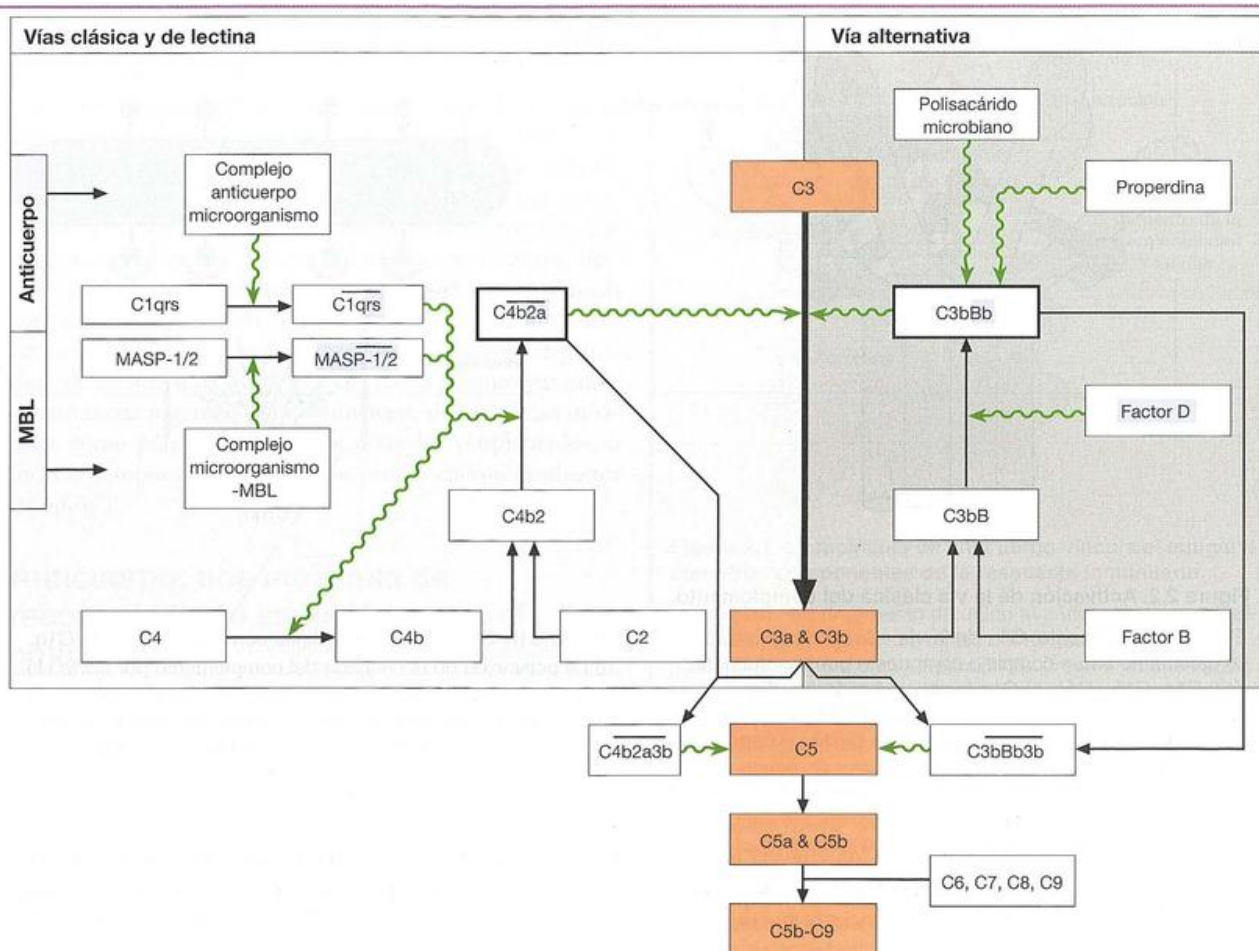 Vías clásica y de lectina
Vía alternativa
Polisacárido
microbiano
Anticuerpo
Complejo
anticuerpo
microorganismo
C3
Properdina
C1qrs
C1qrs
C4b2a
C3bBb
MBL
MASP-1/2
MASP-1/2
Factor D
Complejo
microorganismo
-MBL
C4b2
C3bB
C4
C4b
C2
C3a & C3b
Factor B
C4b2a3b
C5
C3bBb3b
C5a & C5b
C6, C7, C8, C9
C5b-C9